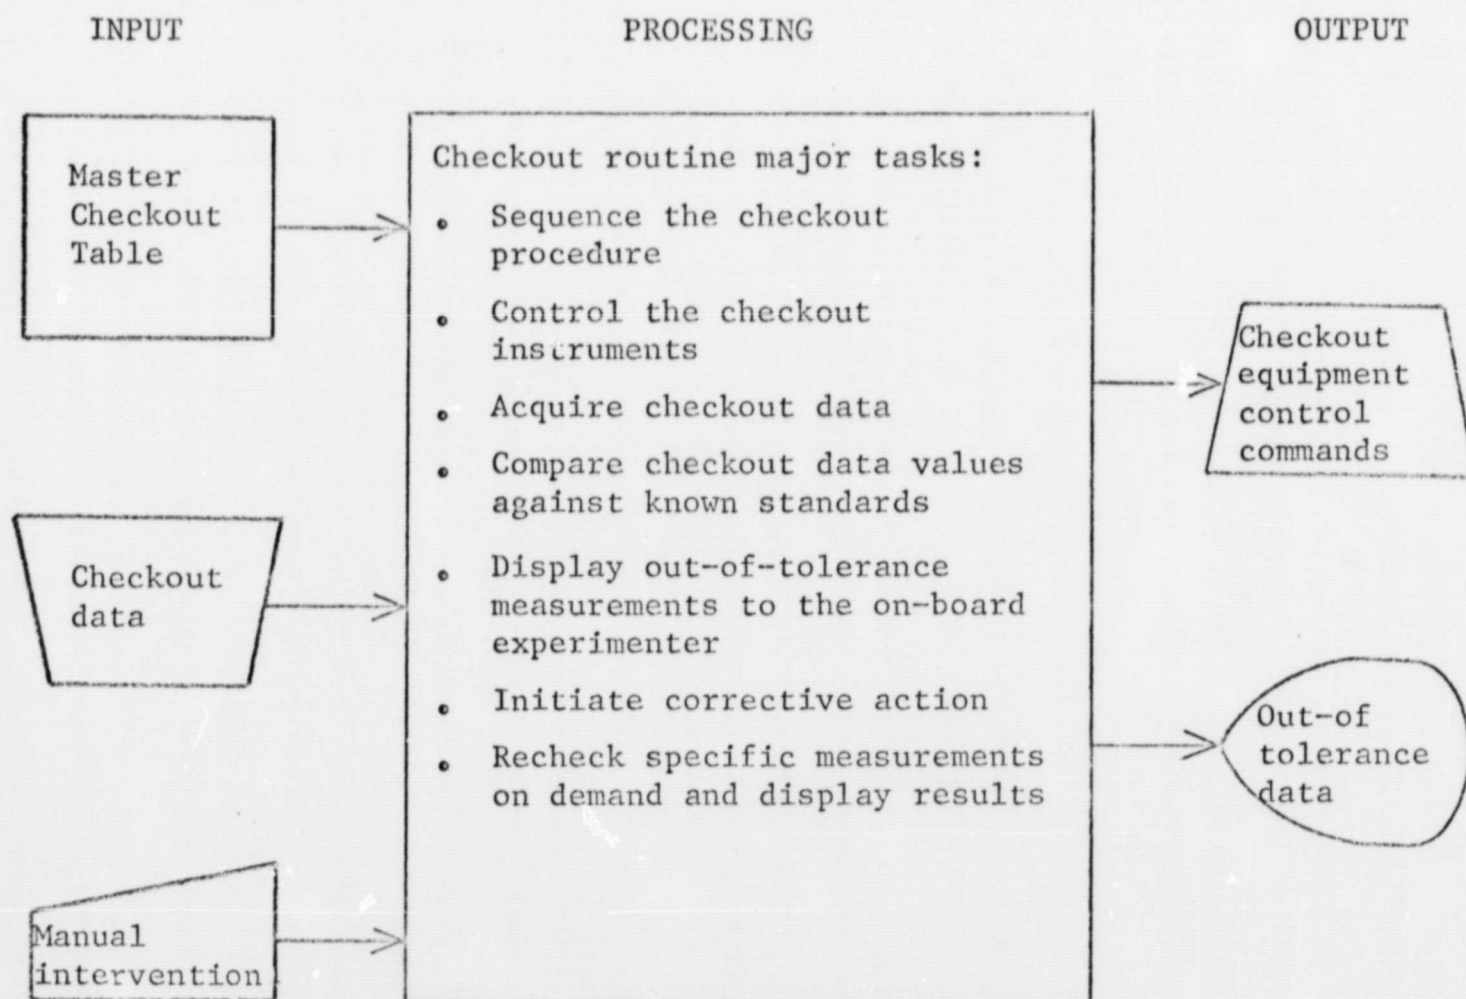 INPUT
PROCESSING
OUTPUT
Master
Checkout
Table
Checkout
data
Manual
intervention
Checkout routine major tasks:
• Sequence the checkout
procedure
• Control the checkout
instruments
• Acquire checkout data
• Compare checkout data values
against known standards
• Display out-of-tolerance
measurements to the on-board
experimenter
• Initiate corrective action
• Recheck specific measurements
on demand and display results
Checkout
equipment
control
commands
Out-of
tolerance
data